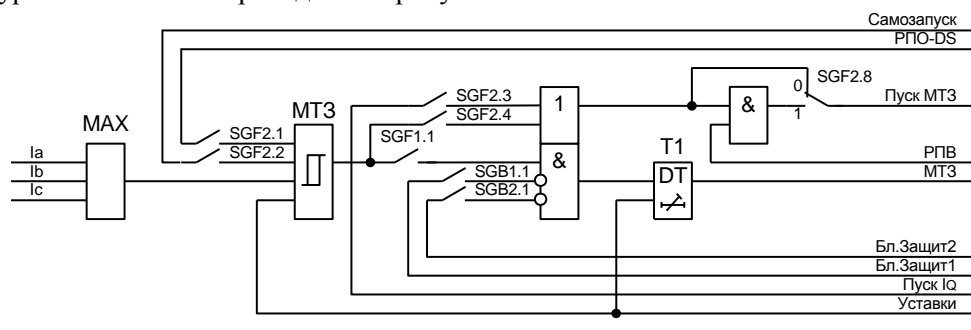 Самозапуск
РПО-DS
SGF2.8
0
1
Пуск МТЗ
SGF2.3
SGF2.4
1
&
МТЗ
SGF1.1
MAX
SGF2.1
SGF2.2
Ia
Ib
Ic
&
SGB1.1
SGB2.1
T1
DT
РПВ
МТЗ
Бл.Защит2
Бл.Защит1
Пуск IQ
Уставки